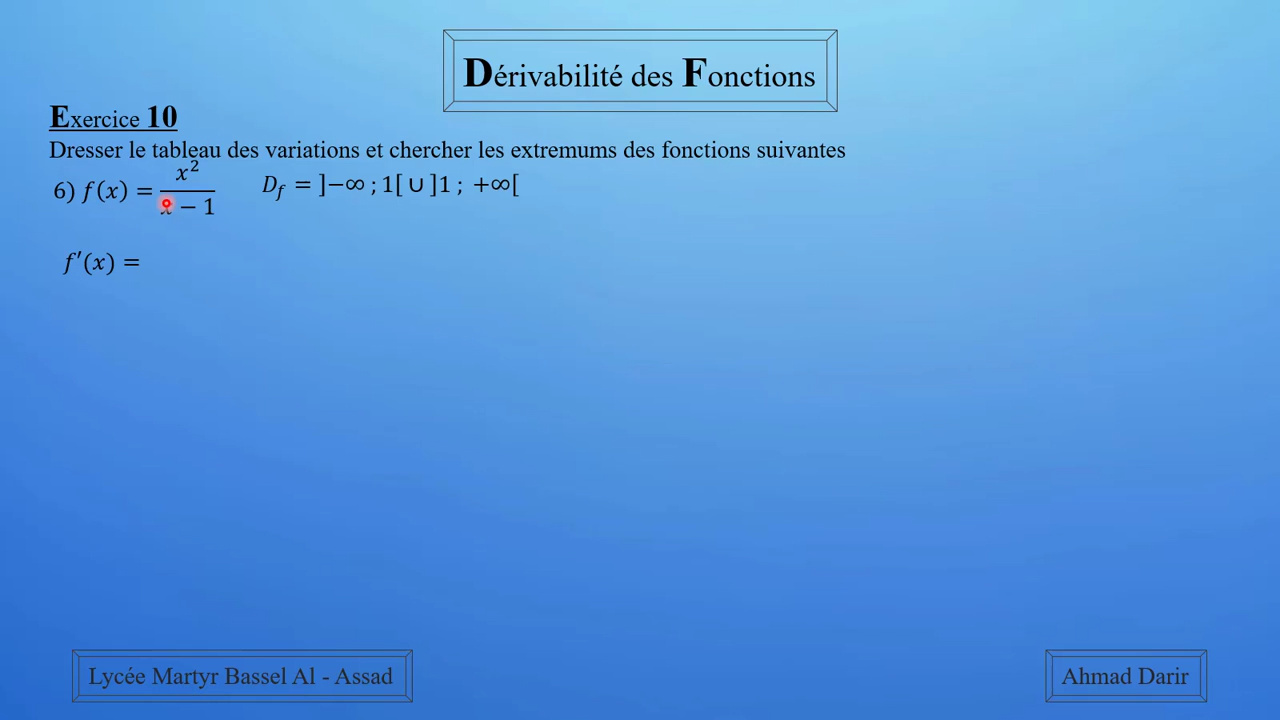 Dérivabilité des Fonctions
Exercice 10
Dresser le tableau des variations et chercher les extremums des fonctions suivantes
6) f(x) = x²/(x − 1) D_f = ]−∞ ; 1[ ∪ ]1 ; +∞[
f′(x) =
Lycée Martyr Bassel Al - Assad
Ahmad Darir